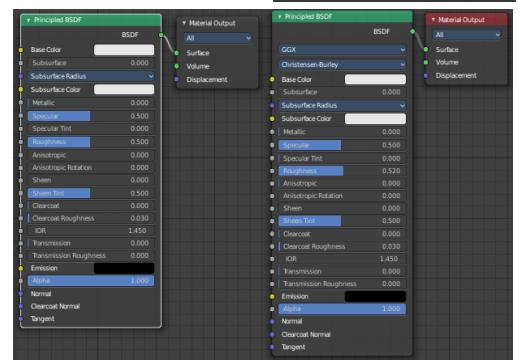 Principled BSDF
BSDF
Base Color
Subsurface 0.000
Subsurface Radius
Subsurface Color
Metallic 0.000
Specular 0.500
Specular Tint 0.000
Roughness 0.500
Anisotropic 0.000
Anisotropic Rotation 0.000
Sheen 0.000
Sheen Tint 0.500
Clearcoat 0.000
Clearcoat Roughness 0.030
IOR 1.450
Transmission 0.000
Transmission Roughness 0.000
Emission
Alpha 1.000
Normal
Clearcoat Normal
Tangent
Material Output
All
Surface
Volume
Displacement
Principled BSDF
BSDF
GGX
Christensen-Burley
Base Color
Subsurface 0.000
Subsurface Radius
Subsurface Color
Metallic 0.000
Specular 0.500
Specular Tint 0.000
Roughness 0.520
Anisotropic 0.000
Anisotropic Rotation 0.000
Sheen 0.000
Sheen Tint 0.500
Clearcoat 0.000
Clearcoat Roughness 0.030
IOR 1.450
Transmission 0.000
Transmission Roughness 0.000
Emission
Alpha 1.000
Normal
Clearcoat Normal
Tangent
Material Output
All
Surface
Volume
Displacement